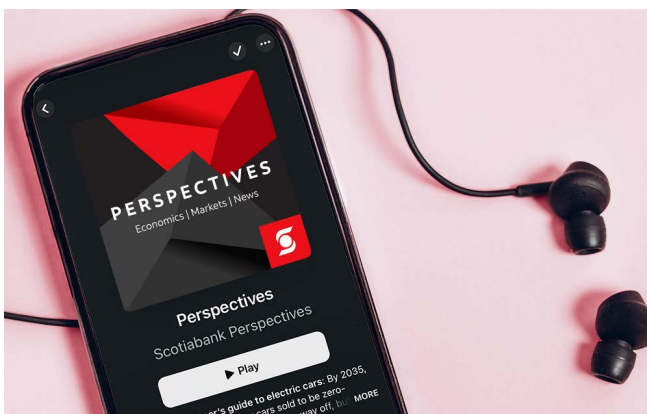 PERSPECTIVES
Economics | Markets | News
Perspectives
Scotiabank Perspectives
Play
guide to electric cars: By 2035,
cars sold to be zero-
way off, MORE